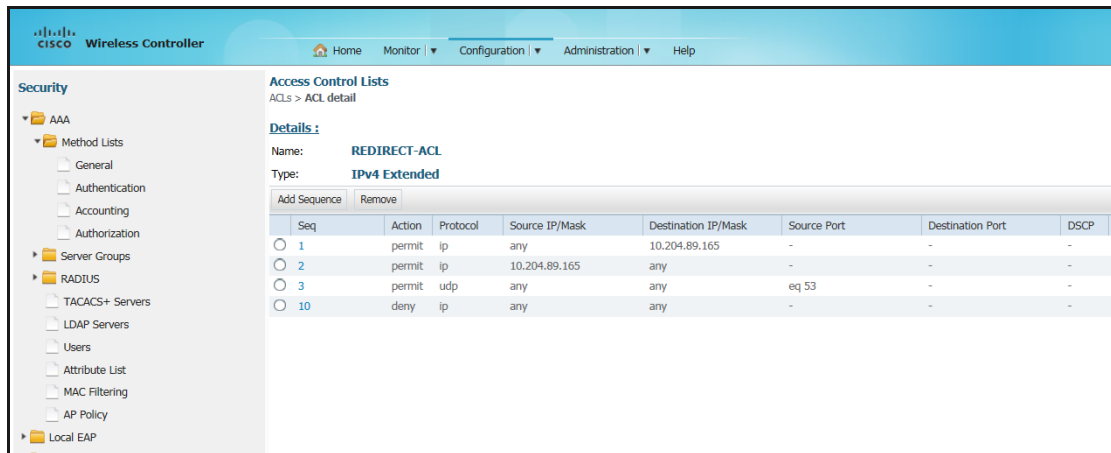 CISCO Wireless Controller
Home Monitor Configuration Administration Help
Security
AAA
Method Lists
General
Authentication
Accounting
Authorization
Server Groups
RADIUS
TACACS+ Servers
LDAP Servers
Users
Attribute List
MAC Filtering
AP Policy
Local EAP
Access Control Lists
ACLs > ACL detail
Details :
Name: REDIRECT-ACL
Type: IPv4 Extended
Add Sequence Remove
Seq Action Protocol Source IP/Mask Destination IP/Mask Source Port Destination Port DSCP
1 permit ip any 10.204.89.165 - - -
2 permit ip 10.204.89.165 any - - -
3 permit udp any any eq 53 - -
10 deny ip any any - - -